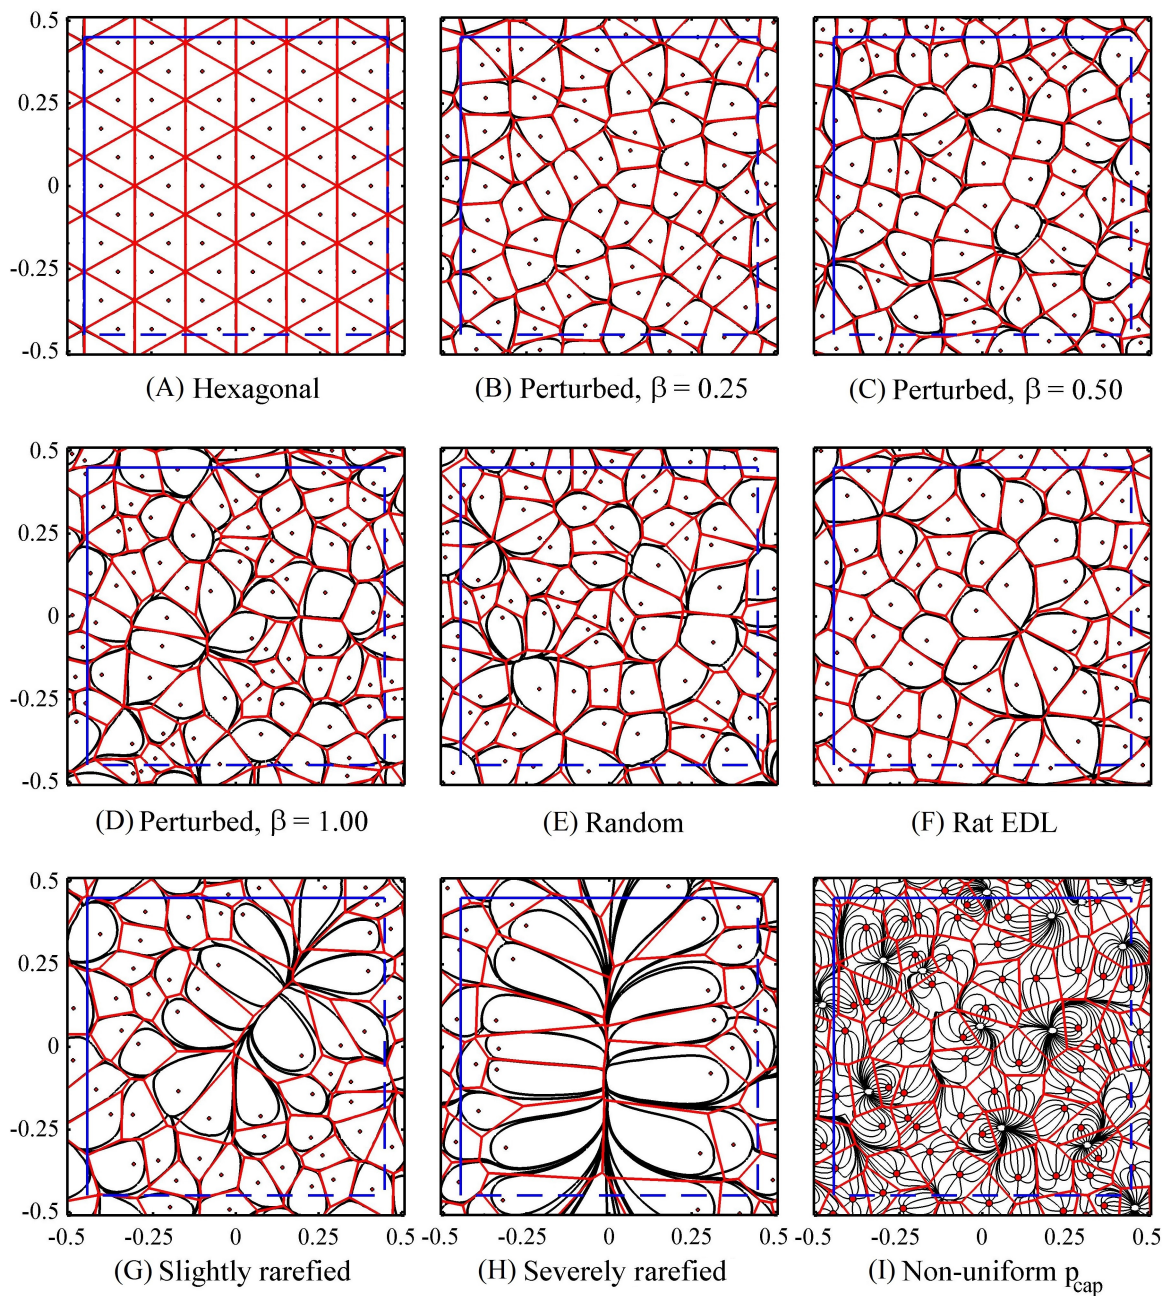 0.5
0.25
0
-0.25
-0.5
(A) Hexagonal
(B) Perturbed, β = 0.25
(C) Perturbed, β = 0.50
0.5
0.25
0
-0.25
-0.5
(D) Perturbed, β = 1.00
(E) Random
(F) Rat EDL
0.5
0.25
0
-0.25
-0.5
-0.5 -0.25 0 0.25 0.5
-0.5 -0.25 0 0.25 0.5
-0.5 -0.25 0 0.25 0.5
(G) Slightly rarefied
(H) Severely rarefied
(I) Non-uniform pcap